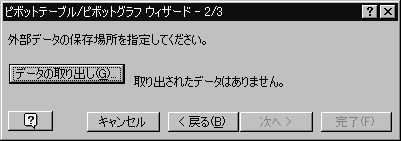 ピボットテーブル/ピボットグラフ ウィザード - 2/3
外部データの保存場所を指定してください。
データの取り出し(G)... 取り出されたデータはありません。
キャンセル < 戻る(B) 次へ > 完了(F)